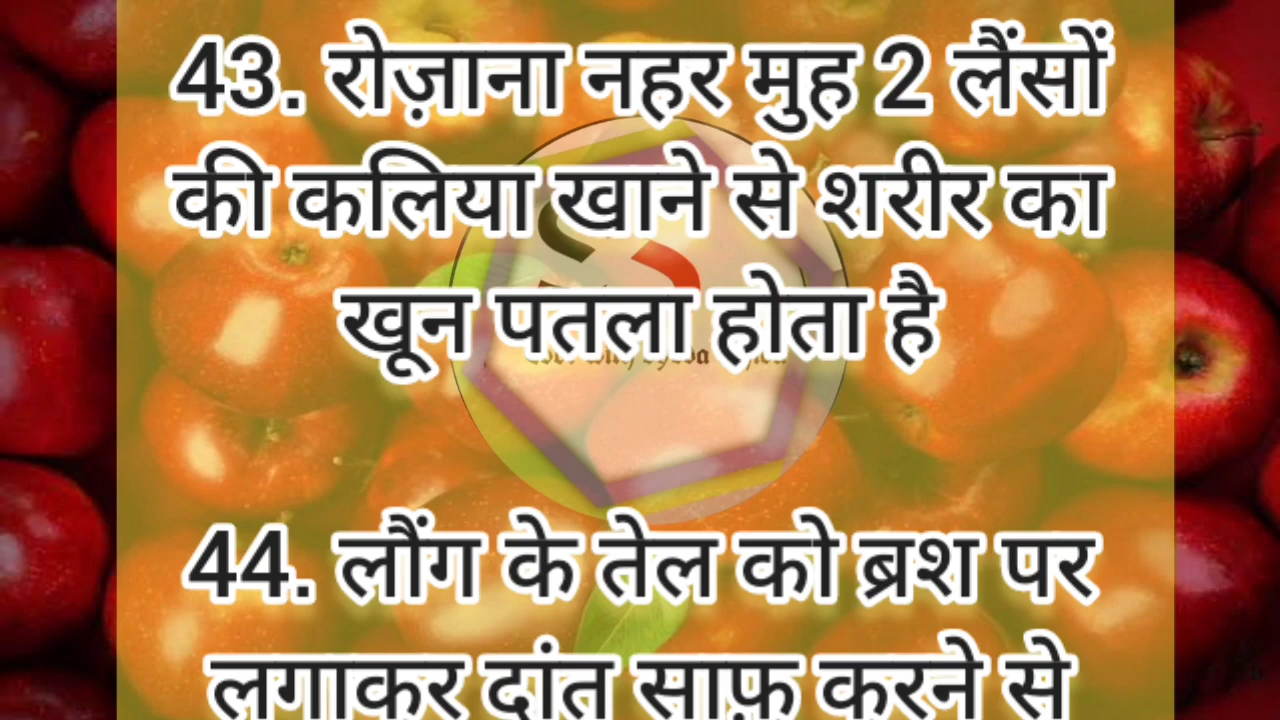 43. रोज़ाना नहर मुह 2 लैंसों
की कलिया खाने से शरीर का
खून पतला होता है
44. लौंग के तेल को ब्रश पर
लगाकर दांत साफ़ करने से